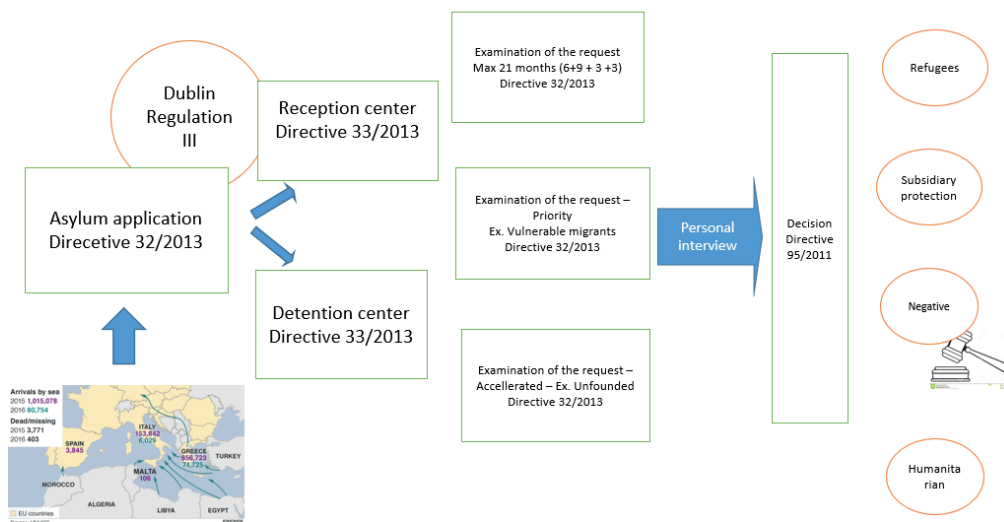 Dublin
Regulation
III
Asylum application
Direcetive 32/2013
Reception center
Directive 33/2013
Detention center
Directive 33/2013
Examination of the request
Max 21 months (6+9 + 3 +3)
Directive 32/2013
Examination of the request –
Priority
Ex. Vulnerable migrants
Directive 32/2013
Examination of the request –
Accellerated – Ex. Unfounded
Directive 32/2013
Personal
interview
Decision
Directive
95/2011
Refugees
Subsidiary
protection
Negative
Humanita
rian
Arrivals by sea
2015 1,015,078
2016 80,754
Dead/missing
2015 3,771
2016 403
SPAIN
3,845
ITALY
153,842
6,029
GREECE
856,723
74,725
TURKEY
MALTA
106
MOROCCO
ALGERIA
LIBYA
EGYPT
EU countries